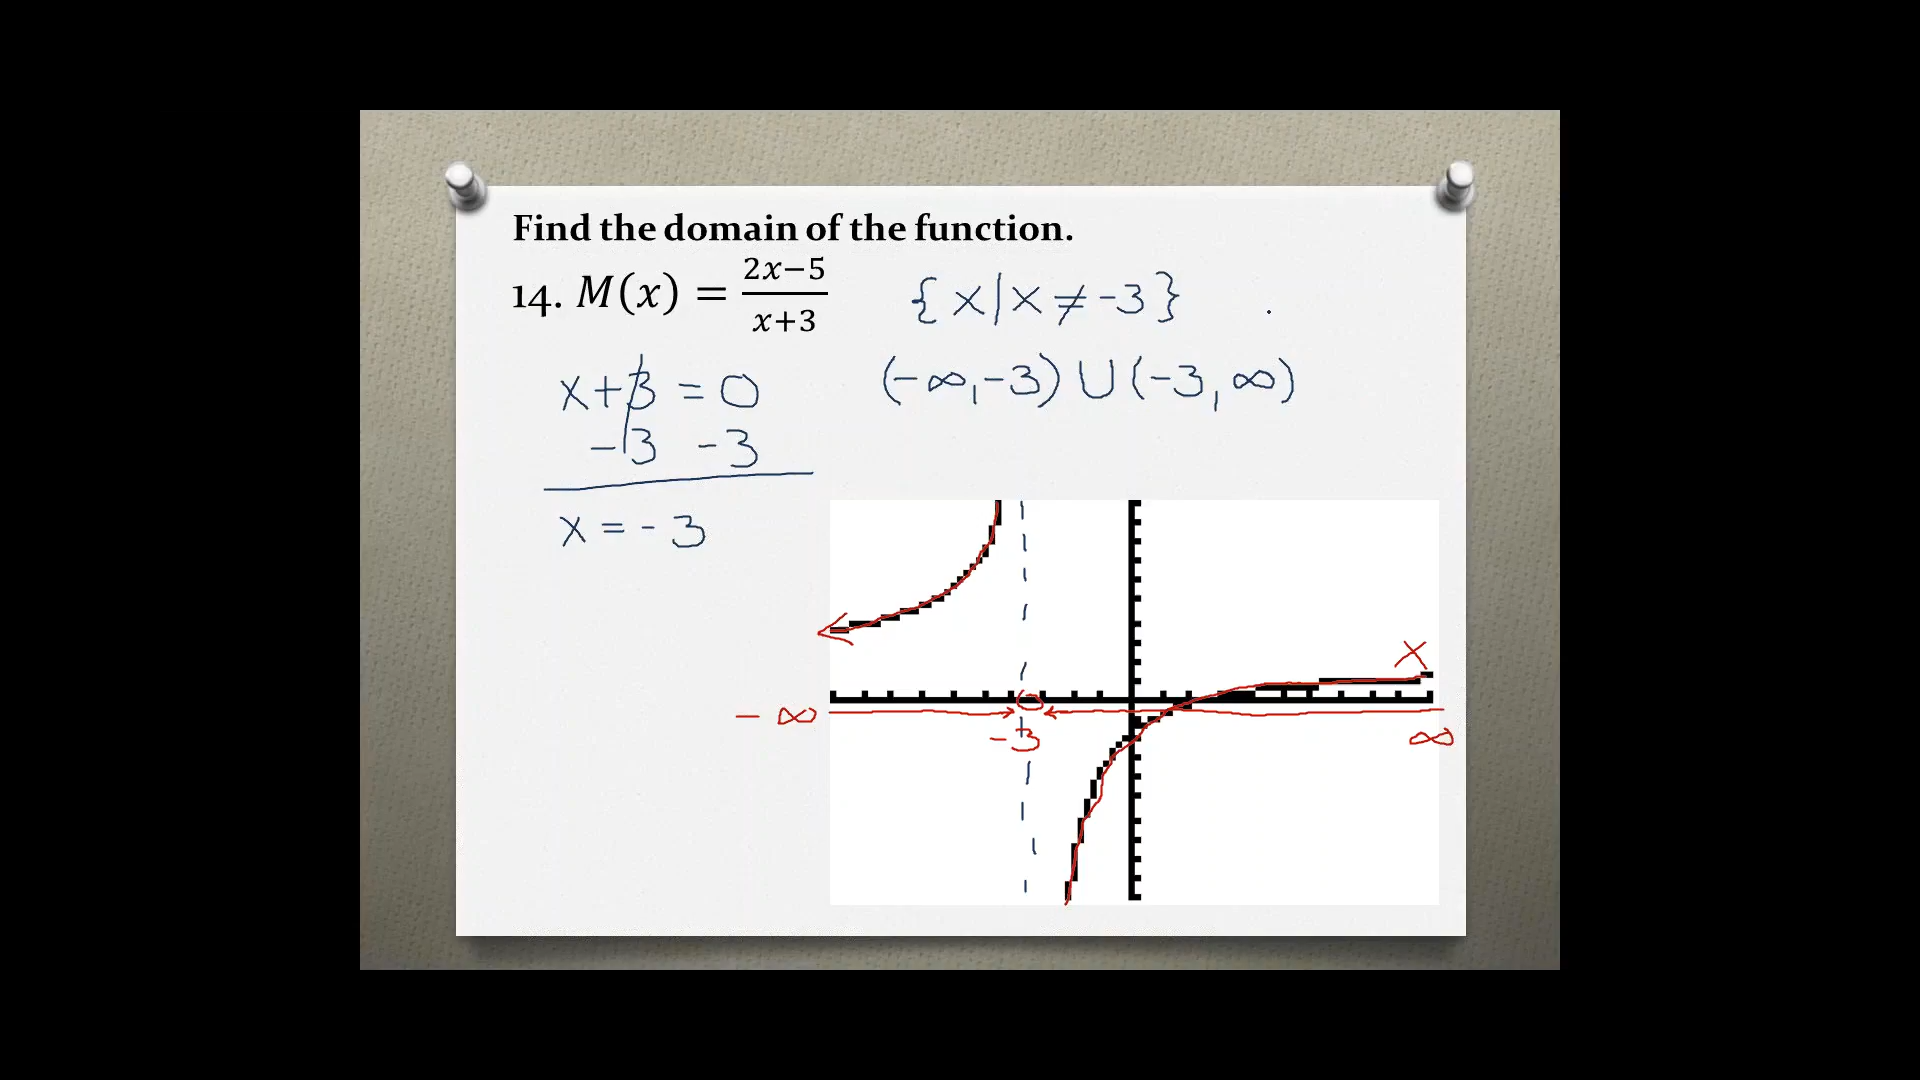 Find the domain of the function.
14. M(x) = (2x−5)/(x+3)
{x|x ≠ -3}
x+3 = 0
-3 -3
x = -3
(-∞,-3) ∪ (-3,∞)
x
-∞
-3
∞